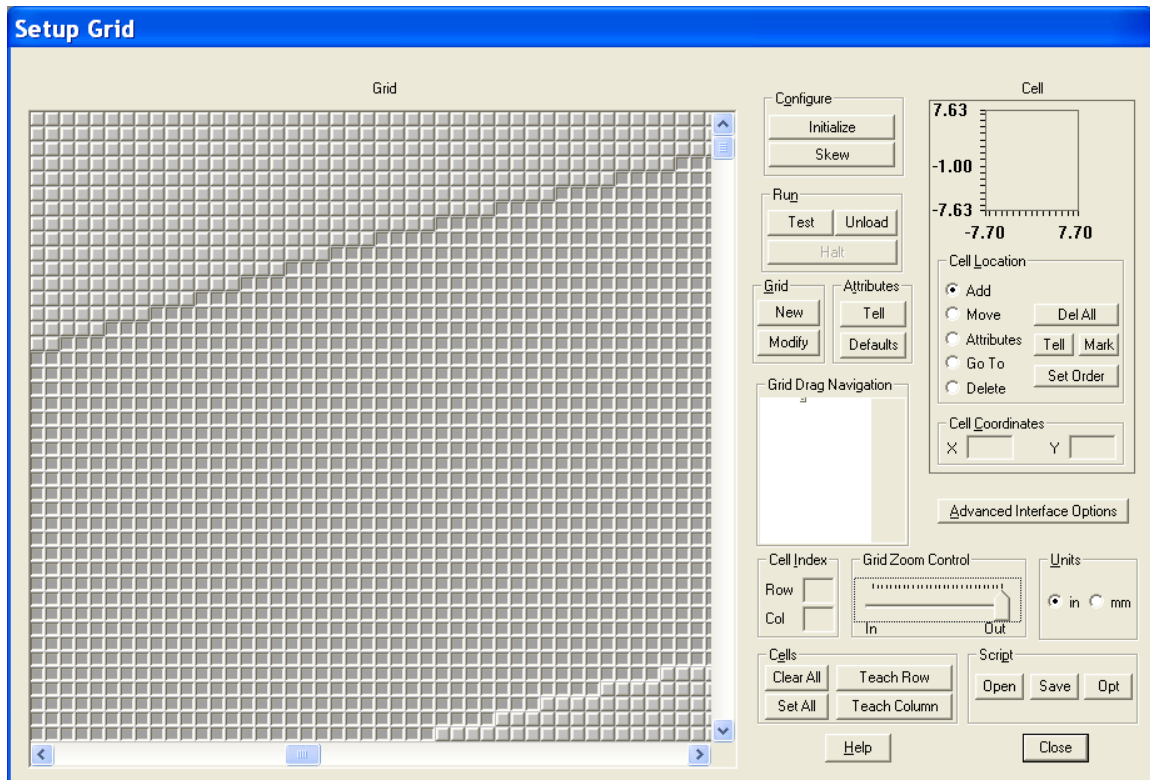 Setup Grid
Grid
Configure
Initialize
Skew
Run
Test Unload
Halt
Grid
New
Modify
Attributes
Tell
Defaults
Grid Drag Navigation
Cell
7.63
-1.00
-7.63
-7.70 7.70
Cell Location
Add
Move Del All
Attributes Tell Mark
Go To
Set Order
Delete
Cell Coordinates
X Y
Advanced Interface Options
Cell Index
Row
Col
Grid Zoom Control
In Out
Units
in mm
Cells
Clear All Teach Row
Set All Teach Column
Script
Open Save Opt
Help
Close